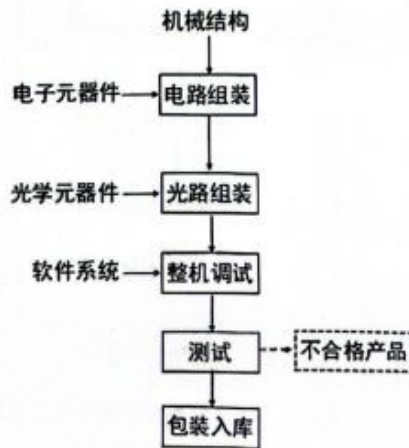 机械结构
电子元器件
电路组装
光学元器件
光路组装
软件系统
整机调试
测试
不合格产品
包装入库